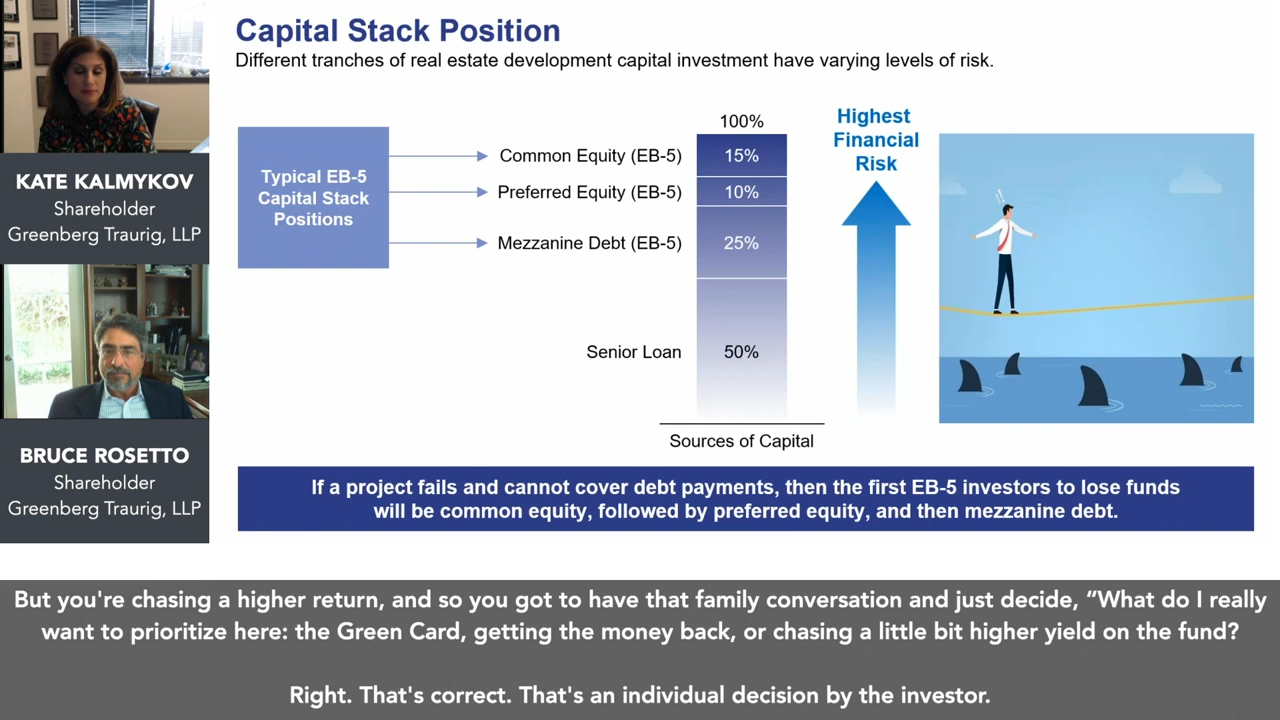 Capital Stack Position
Different tranches of real estate development capital investment have varying levels of risk.
KATE KALMYKOV
Shareholder
Greenberg Traurig, LLP
BRUCE ROSETTO
Shareholder
Greenberg Traurig, LLP
Typical EB-5
Capital Stack
Positions
100%
Common Equity (EB-5) 15%
Preferred Equity (EB-5) 10%
Mezzanine Debt (EB-5) 25%
Senior Loan 50%
Sources of Capital
Highest
Financial
Risk
If a project fails and cannot cover debt payments, then the first EB-5 investors to lose funds
will be common equity, followed by preferred equity, and then mezzanine debt.
But you're chasing a higher return, and so you got to have that family conversation and just decide, “What do I really
want to prioritize here: the Green Card, getting the money back, or chasing a little bit higher yield on the fund?
Right. That's correct. That's an individual decision by the investor.